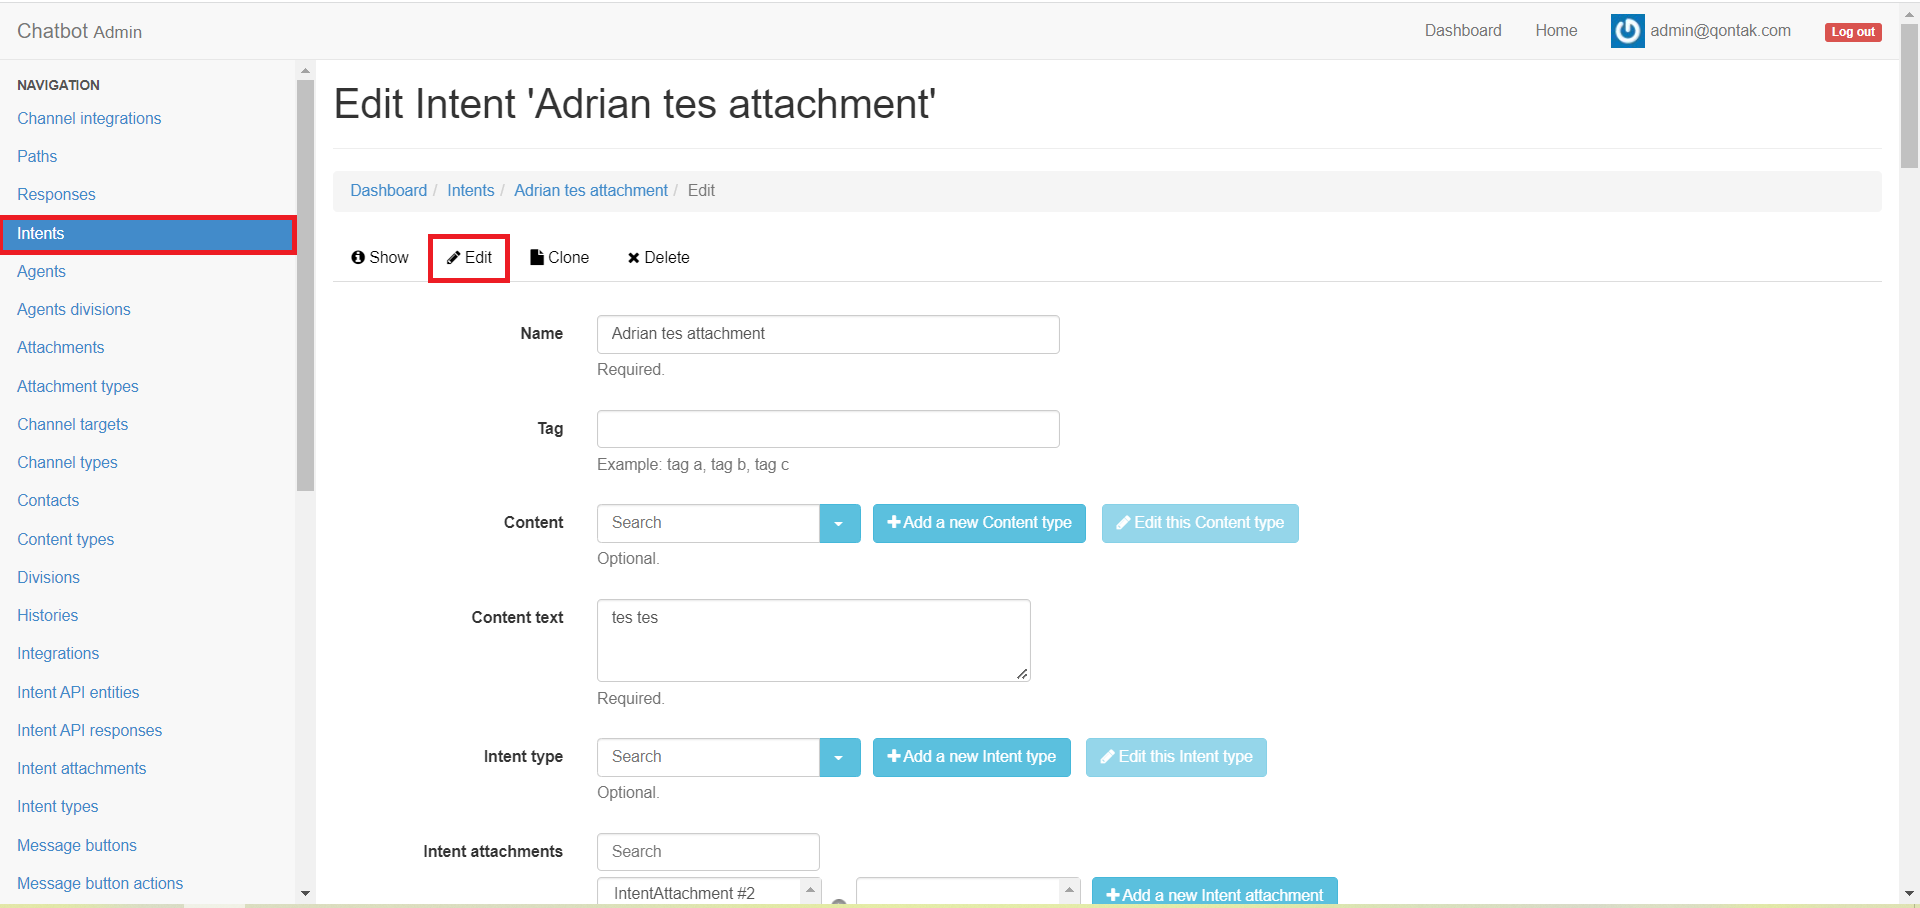 Chatbot Admin
Dashboard
Home
admin@qontak.com
Log out
NAVIGATION
Channel integrations
Paths
Responses
Intents
Agents
Agents divisions
Attachments
Attachment types
Channel targets
Channel types
Contacts
Content types
Divisions
Histories
Integrations
Intent API entities
Intent API responses
Intent attachments
Intent types
Message buttons
Message button actions
Edit Intent 'Adrian tes attachment'
Dashboard / Intents / Adrian tes attachment / Edit
Show
Edit
Clone
Delete
Name
Adrian tes attachment
Required.
Tag
Example: tag a, tag b, tag c
Content
Search
Add a new Content type
Edit this Content type
Optional.
Content text
tes tes
Required.
Intent type
Search
Add a new Intent type
Edit this Intent type
Optional.
Intent attachments
Search
IntentAttachment #2
Add a new Intent attachment